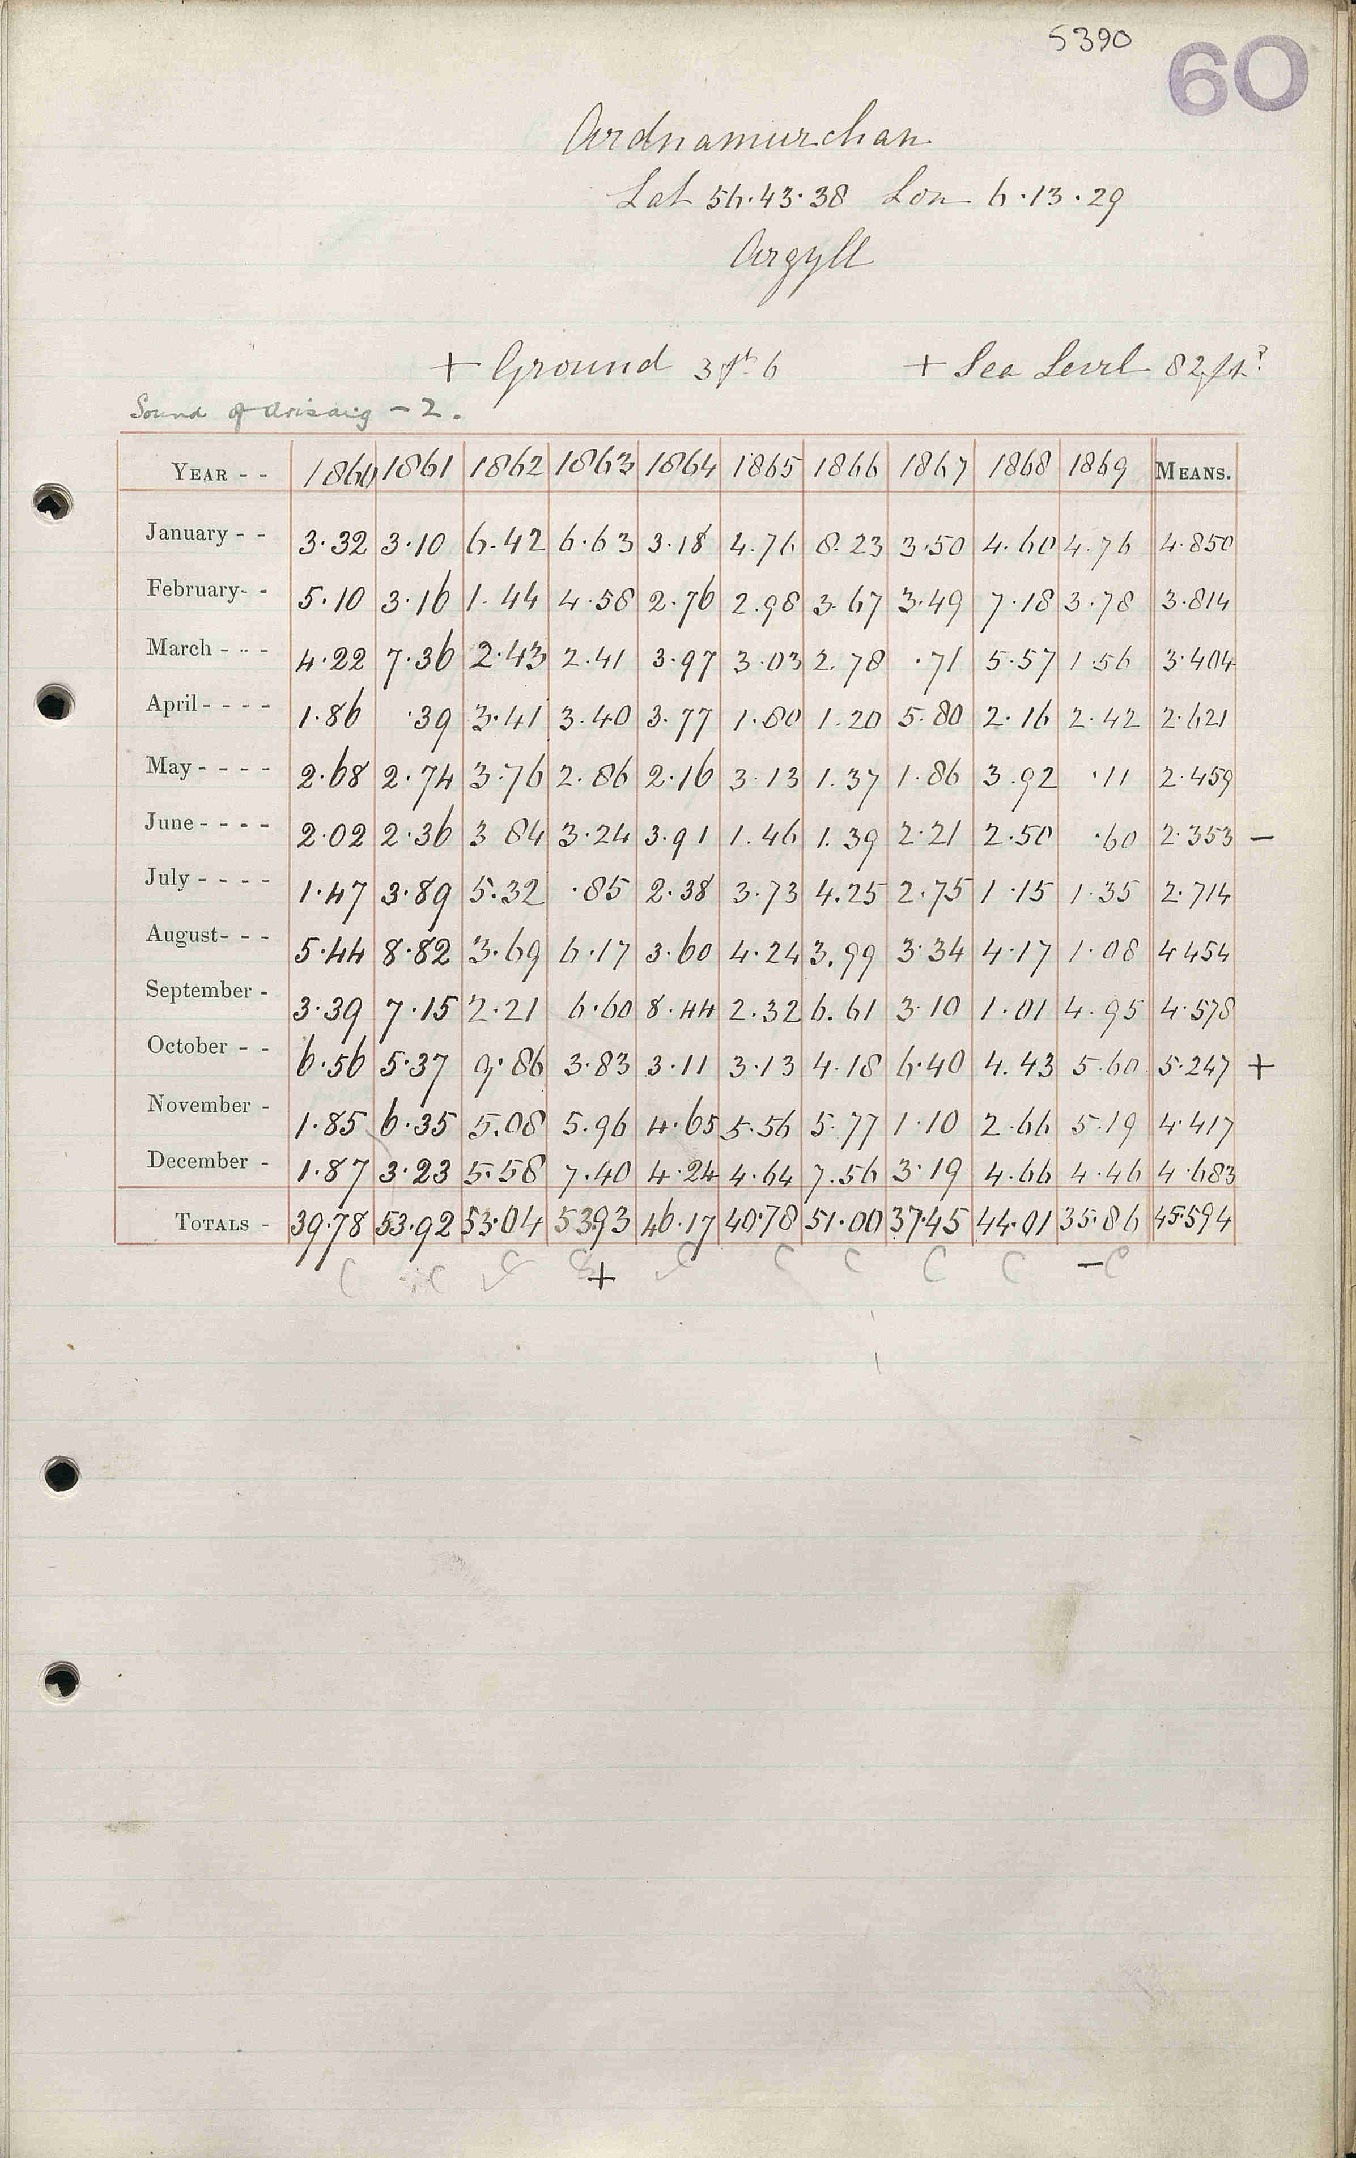 5390
60
Ardnamurchan
Lat 56.43.38 Lon 6.13.29
Argyll
+ Ground 3 ft. 6 + Sea Level 82 ft?
Sound of Arisaig - 2.
YEAR - - 1860 1861 1862 1863 1864 1865 1866 1867 1868 1869 MEANS.
January - - 3.32 3.10 6.42 6.63 3.18 4.76 8.23 3.50 4.60 4.76 4.850
February- - 5.10 3.16 1.44 4.58 2.76 2.98 3.67 3.49 7.18 3.78 3.814
March - - - 4.22 7.36 2.43 2.41 3.97 3.03 2.78 .71 5.57 1.56 3.404
April - - - - 1.86 .39 3.41 3.40 3.77 1.80 1.20 5.80 2.16 2.42 2.621
May - - - - 2.68 2.74 3.76 2.86 2.16 3.13 1.37 1.86 3.92 .11 2.459
June - - - - 2.02 2.36 3 84 3.24 3.91 1.46 1.39 2.21 2.50 .60 2.353 -
July - - - - 1.47 3.89 5.32 .85 2.38 3.73 4.25 2.75 1.15 1.35 2.714
August- - - 5.44 8.82 3.69 6.17 3.60 4.24 3.99 3.34 4.17 1.08 4.454
September - 3.39 7.15 2.21 6.60 8.44 2.32 6.61 3.10 1.01 4.95 4.578
October - - 6.56 5.37 9.86 3.83 3.11 3.13 4.18 6.40 4.43 5.60 5.247 +
November - 1.85 6.35 5.08 5.96 4.65 5.56 5.77 1.10 2.66 5.19 4.417
December - 1.87 3.23 5.58 7.40 4.24 4.64 7.56 3.19 4.66 4.46 4.683
TOTALS - 39.78 53.92 53.04 53.93 46.17 40.78 51.00 37.45 44.01 35.86 45.594
C C C C + C C C C C - C